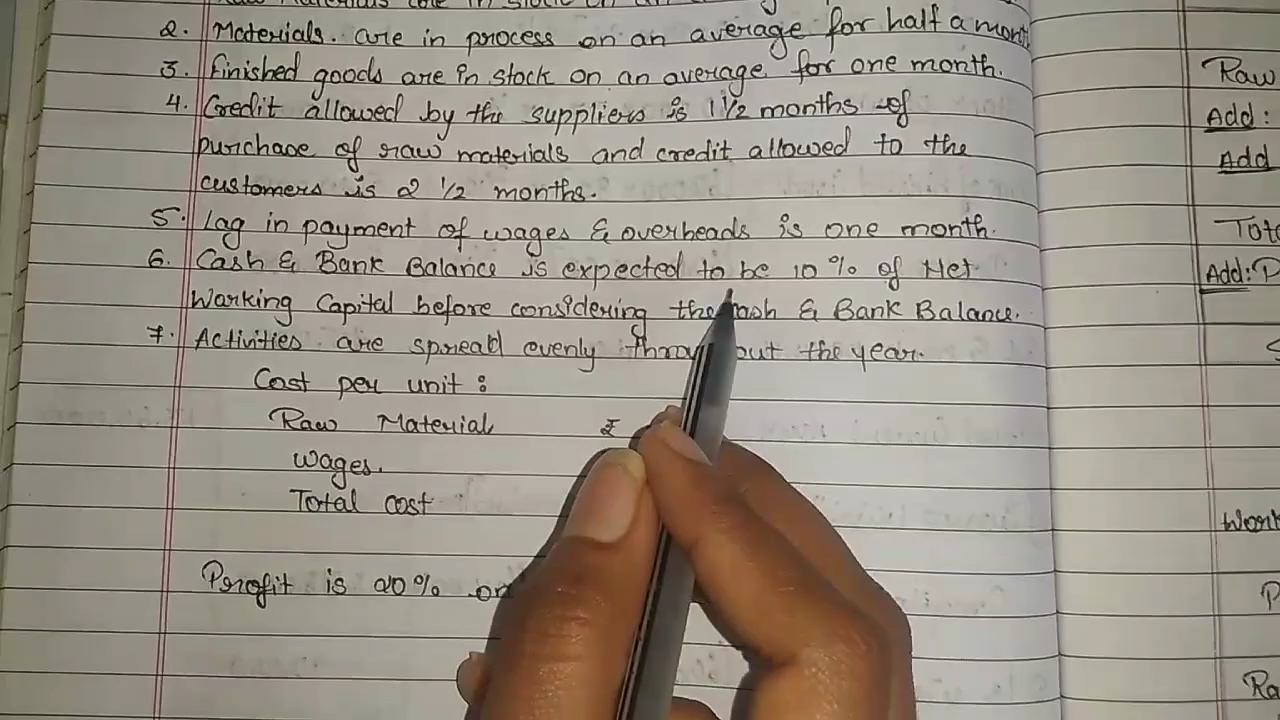 2. Materials. are in process on an average for half a
3. Finished goods are in stock on an average for one month.
4. Credit allowed by the suppliers is 1 1/2 months of
purchase of raw materials and credit allowed to the
customers is 2 1/2 months.
5. Lag in payment of wages & overheads is one month.
6. Cash & Bank Balance is expected to be 10% of Net
Working Capital before considering the & Bank Balance.
7. Activities are spread evenly out the year.
Cost per unit :
Raw Material ₹
Wages.
Total cost
Profit is 20%
Raw
Add:
Add
Add: